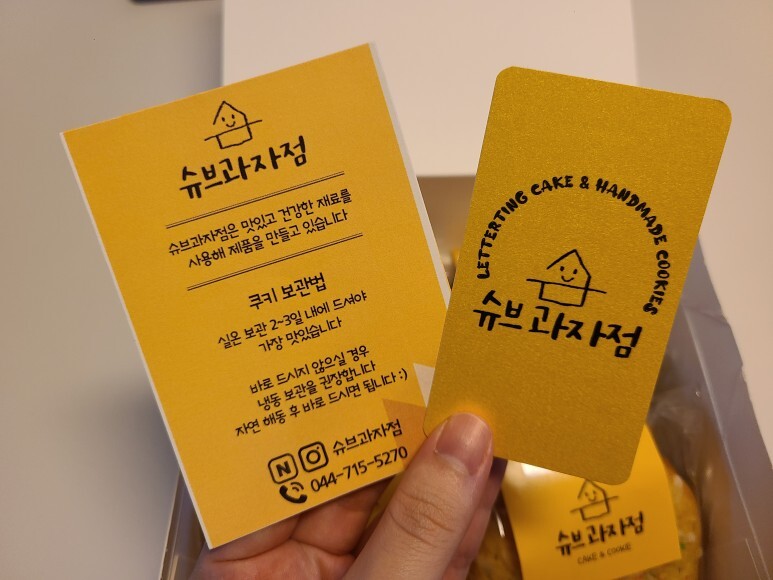 슈브과자점
슈브과자점은 맛있고 건강한 재료를
사용해 제품을 만들고 있습니다
쿠키 보관법
실온 보관 2~3일 내에 드셔야
가장 맛있습니다
바로 드시지 않으실 경우
냉동 보관을 권장합니다
자연 해동 후 바로 드시면 됩니다 :)
N 슈브과자점
044-715-5270
LETTERTING CAKE & HANDMADE COOKIES
슈브과자점
슈브과자점
CAKE & COOKIE